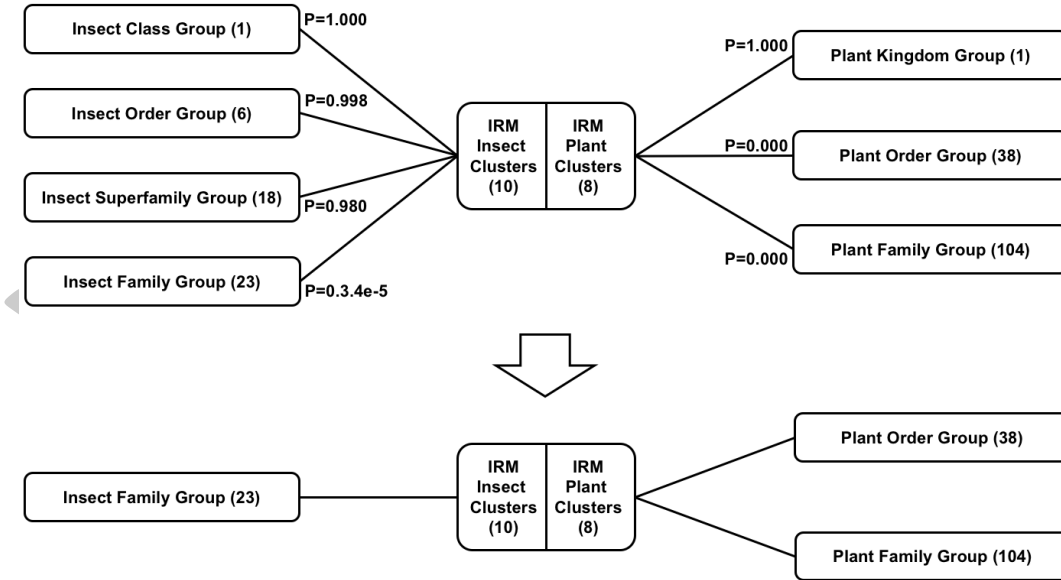 Insect Class Group (1)
P=1.000
Insect Order Group (6)
P=0.998
Insect Superfamily Group (18)
P=0.980
Insect Family Group (23)
P=0.3.4e-5
IRM
Insect
Clusters
(10)
IRM
Plant
Clusters
(8)
P=1.000
Plant Kingdom Group (1)
P=0.000
Plant Order Group (38)
P=0.000
Plant Family Group (104)
Insect Family Group (23)
IRM
Insect
Clusters
(10)
IRM
Plant
Clusters
(8)
Plant Order Group (38)
Plant Family Group (104)